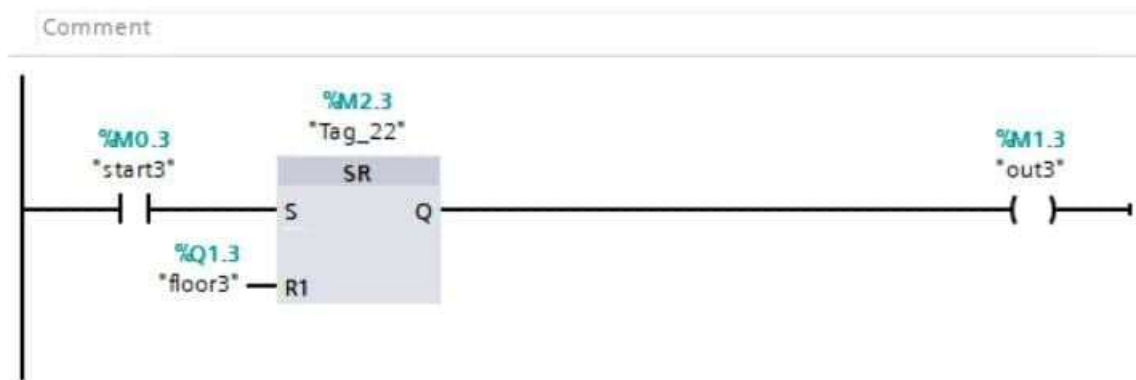 Comment
%M2.3
"Tag_22"
%M0.3
"start3"
SR
%M1.3
"out3"
S
Q
%Q1.3
"floor3"
R1